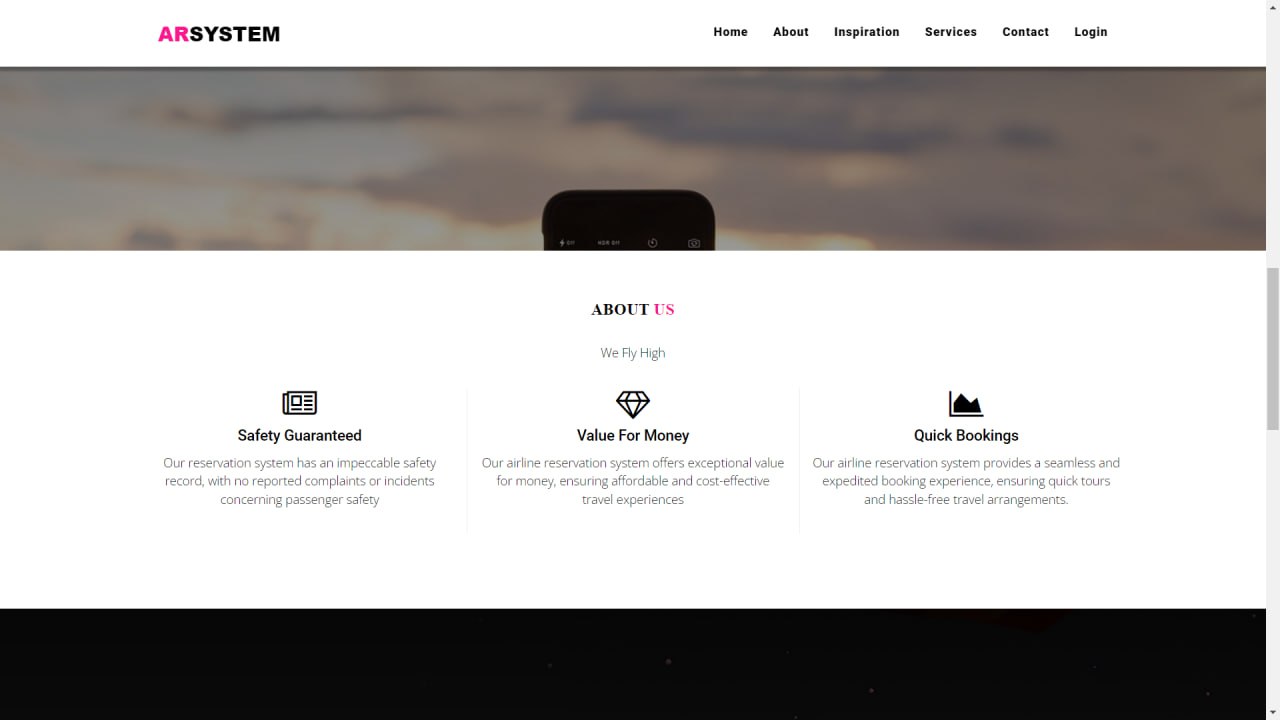 ARSYSTEM
Home
About
Inspiration
Services
Contact
Login
Off
HDR Off
ABOUT US
We Fly High
Safety Guaranteed
Our reservation system has an impeccable safety
record, with no reported complaints or incidents
concerning passenger safety
Value For Money
Our airline reservation system offers exceptional value
for money, ensuring affordable and cost-effective
travel experiences
Quick Bookings
Our airline reservation system provides a seamless and
expedited booking experience, ensuring quick tours
and hassle-free travel arrangements.